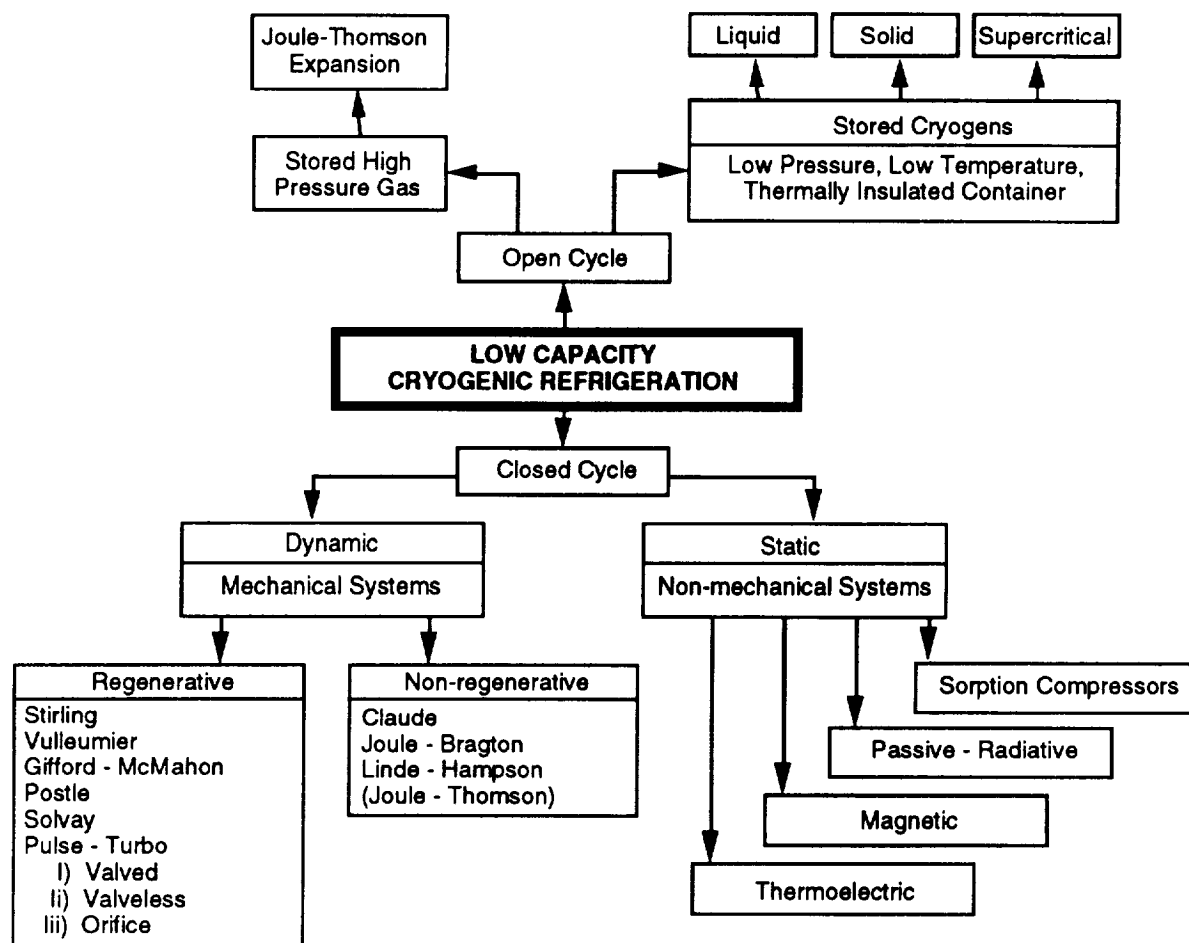 Joule-Thomson
Expansion
Liquid
Solid
Supercritical
Stored High
Pressure Gas
Stored Cryogens
Low Pressure, Low Temperature,
Thermally Insulated Container
Open Cycle
LOW CAPACITY
CRYOGENIC REFRIGERATION
Closed Cycle
Dynamic
Mechanical Systems
Static
Non-mechanical Systems
Regenerative
Stirling
Vulleumier
Gifford - McMahon
Postle
Solvay
Pulse - Turbo
I) Valved
Ii) Valveless
Iii) Orifice
Non-regenerative
Claude
Joule - Bragton
Linde - Hampson
(Joule - Thomson)
Sorption Compressors
Passive - Radiative
Magnetic
Thermoelectric